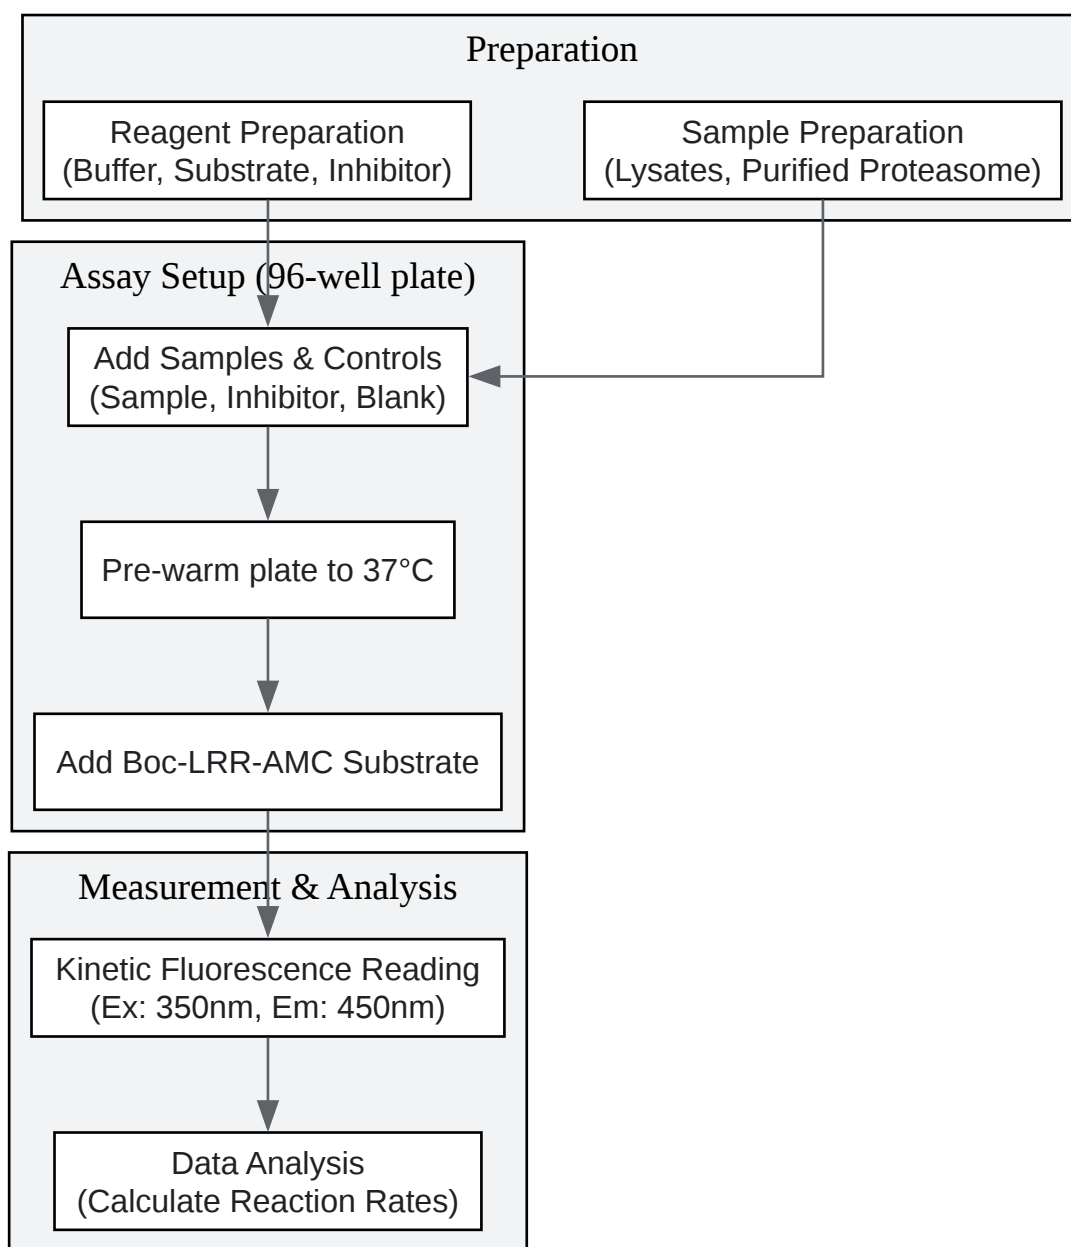 Preparation
Reagent Preparation
(Buffer, Substrate, Inhibitor)
Sample Preparation
(Lysates, Purified Proteasome)
Assay Setup (96-well plate)
Add Samples & Controls
(Sample, Inhibitor, Blank)
Pre-warm plate to 37°C
Add Boc-LRR-AMC Substrate
Measurement & Analysis
Kinetic Fluorescence Reading
(Ex: 350nm, Em: 450nm)
Data Analysis
(Calculate Reaction Rates)